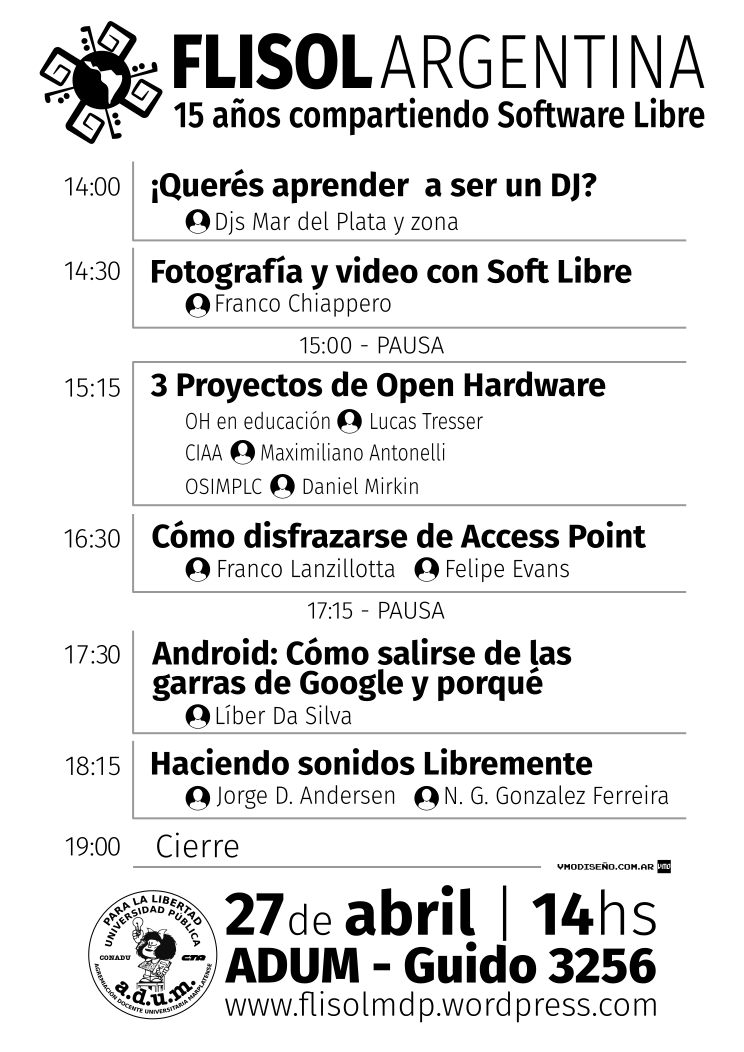 FLISOL ARGENTINA
15 años compartiendo Software Libre
14:00 ¡Querés aprender a ser un DJ?
Djs Mar del Plata y zona
14:30 Fotografía y video con Soft Libre
Franco Chiappero
15:00 - PAUSA
15:15 3 Proyectos de Open Hardware
OH en educación Lucas Tresser
CIAA Maximiliano Antonelli
OSIMPLC Daniel Mirkin
16:30 Cómo disfrazarse de Access Point
Franco Lanzillotta Felipe Evans
17:15 - PAUSA
17:30 Android: Cómo salirse de las
garras de Google y porqué
Líber Da Silva
18:15 Haciendo sonidos Libremente
Jorge D. Andersen N. G. Gonzalez Ferreira
19:00 Cierre
VMODISEÑO.COM.AR VMO
PARA LA LIBERTAD
UNIVERSIDAD PÚBLICA
CONADU CTA
a.d.u.m.
AGREMIACIÓN DOCENTE UNIVERSITARIA MARPLATENSE
27 de abril | 14hs
ADUM - Guido 3256
www.flisolmdp.wordpress.com